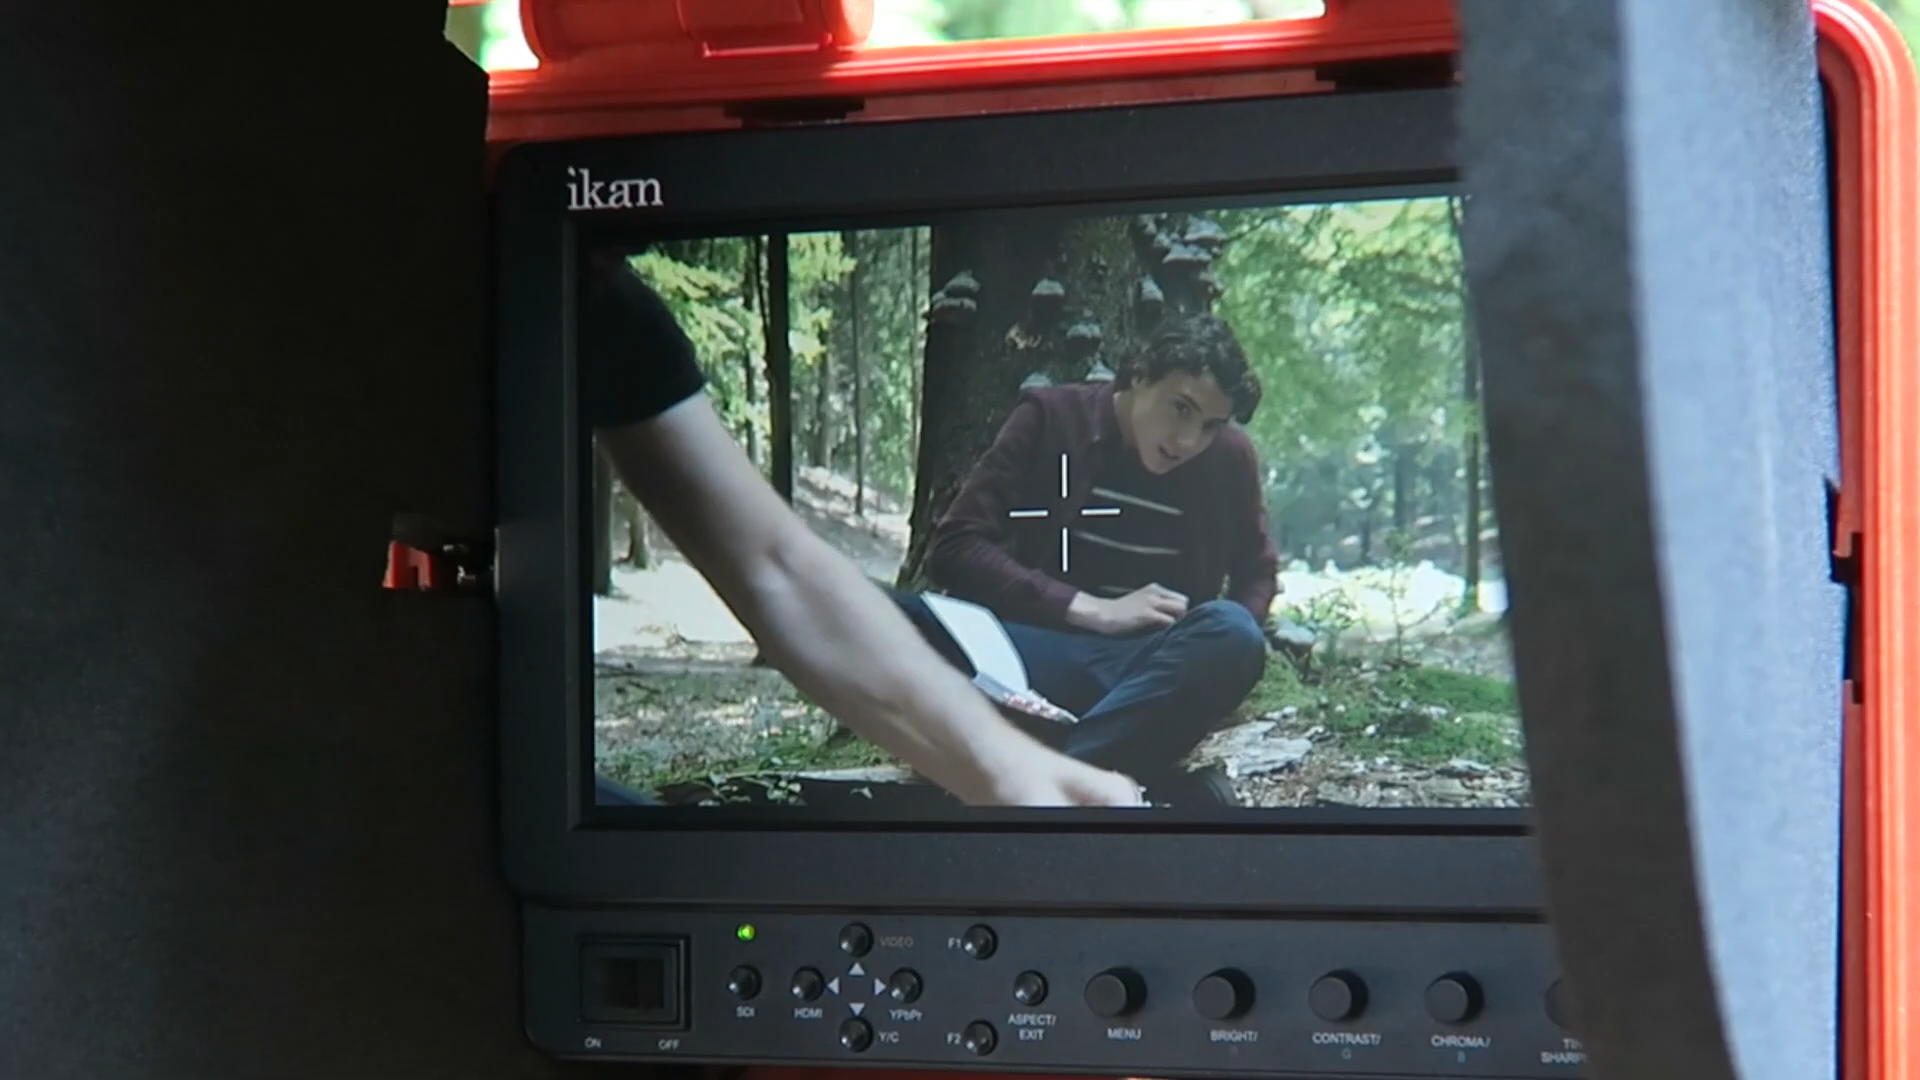 ikan
VIDEO
F1
SDI
HDMI
YPbPr
ASPECT/
EXIT
MENU
BRIGHT/
CONTRAST/
G
CHROMA/
B
Y/C
F2
ON
OFF